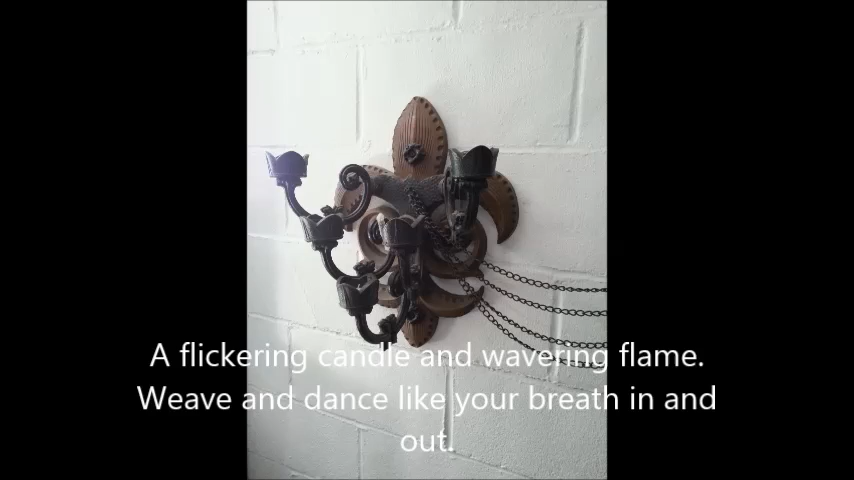 A flickering candle and wavering flame.
Weave and dance like your breath in and
out.